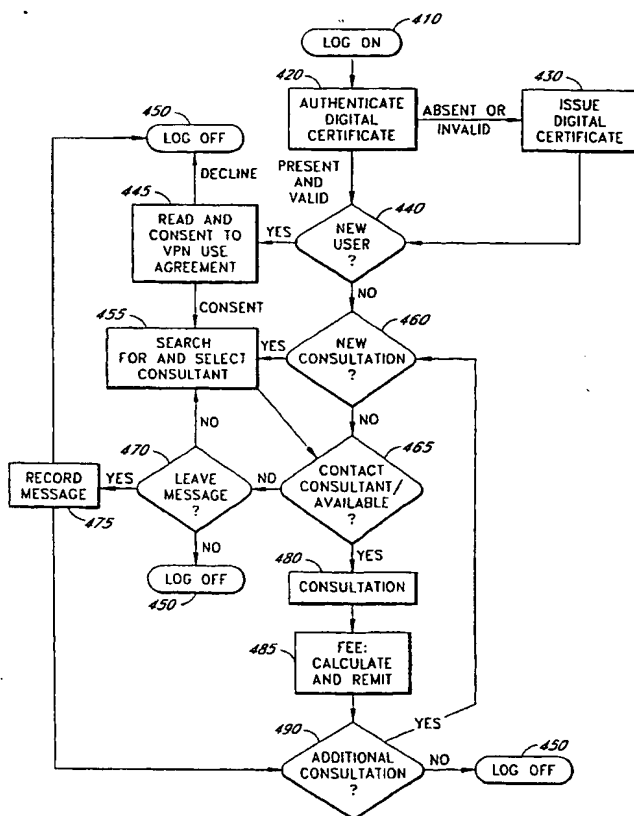 410
LOG ON
420
AUTHENTICATE
DIGITAL
CERTIFICATE
ABSENT OR
INVALID
430
ISSUE
DIGITAL
CERTIFICATE
450
LOG OFF
DECLINE
PRESENT
AND
VALID
445
READ AND
CONSENT TO
VPN USE
AGREEMENT
YES
440
NEW
USER
?
NO
CONSENT
455
SEARCH
FOR AND SELECT
CONSULTANT
YES
460
NEW
CONSULTATION
?
NO
NO
465
CONTACT
CONSULTANT/
AVAILABLE
?
NO
470
LEAVE
MESSAGE
?
YES
RECORD
MESSAGE
475
NO
LOG OFF
450
YES
480
CONSULTATION
485
FEE:
CALCULATE
AND REMIT
490
ADDITIONAL
CONSULTATION
?
YES
NO
450
LOG OFF